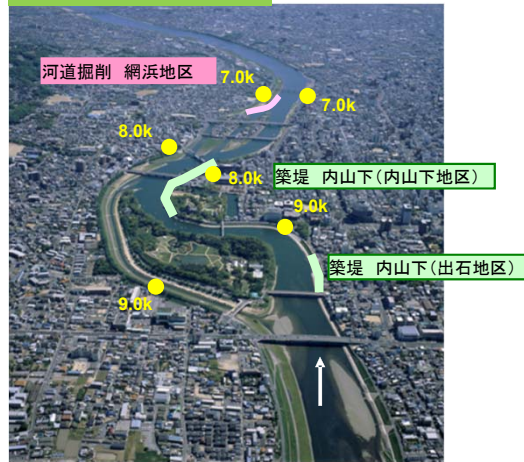 河道掘削 網浜地区
7.0k
7.0k
8.0k
8.0k
築堤 内山下(内山下地区)
9.0k
築堤 内山下(出石地区)
9.0k